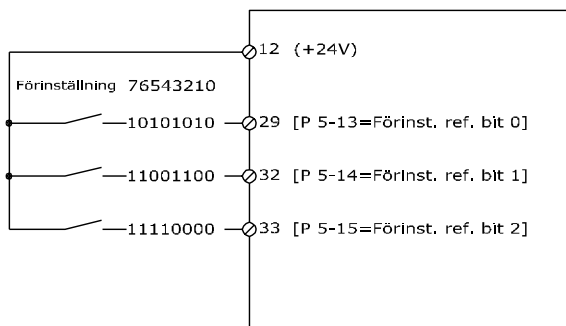 12 (+24V)
Förinställning 76543210
10101010 29 [P 5-13=Förinst. ref. bit 0]
11001100 32 [P 5-14=Förinst. ref. bit 1]
11110000 33 [P 5-15=Förinst. ref. bit 2]